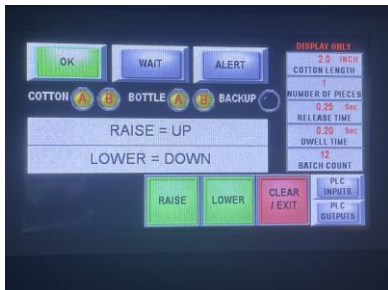 DISPLAY ONLY
OK
WAIT
ALERT
2.0 INCH
COTTON LENGTH
1
NUMBER OF PIECES
COTTON A B BOTTLE A B BACKUP
0.25 Sec
RELEASE TIME
RAISE = UP
0.20 Sec
DWELL TIME
LOWER = DOWN
12
BATCH COUNT
RAISE
LOWER
CLEAR
/ EXIT
PLC
INPUTS
PLC
OUTPUTS